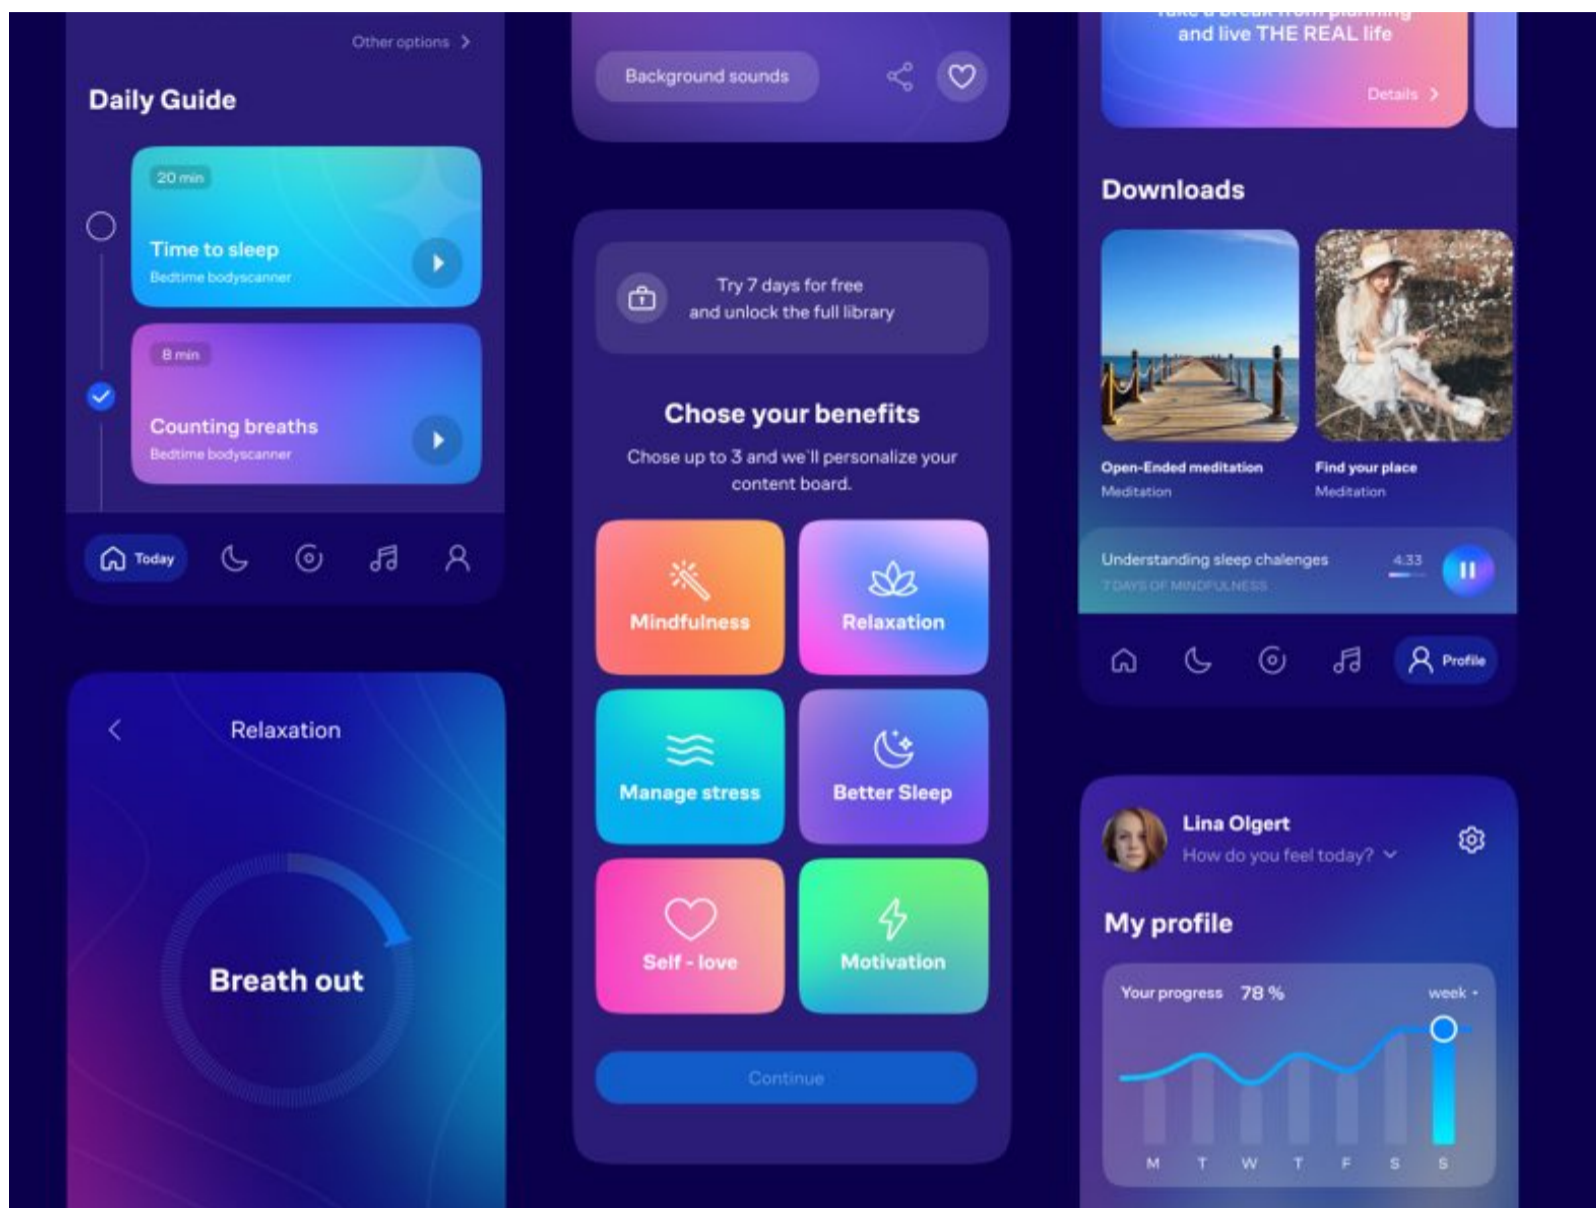 Other options
Daily Guide
20 min
Time to sleep
Bedtime bodyscanner
8 min
Counting breaths
Bedtime bodyscanner
Today
Relaxation
Breath out
Background sounds
Try 7 days for free
and unlock the full library
Chose your benefits
Chose up to 3 and we'll personalize your
content board.
Mindfulness
Relaxation
Manage stress
Better Sleep
Self - love
Motivation
Continue
Take a break from planning
and live THE REAL life
Details
Downloads
Open-Ended meditation
Meditation
Find your place
Meditation
Understanding sleep chalenges
4:33
7 DAYS OF MINDFULNESS
Profile
Lina Olgert
How do you feel today?
My profile
Your progress 78 %
week
M T W T F S S